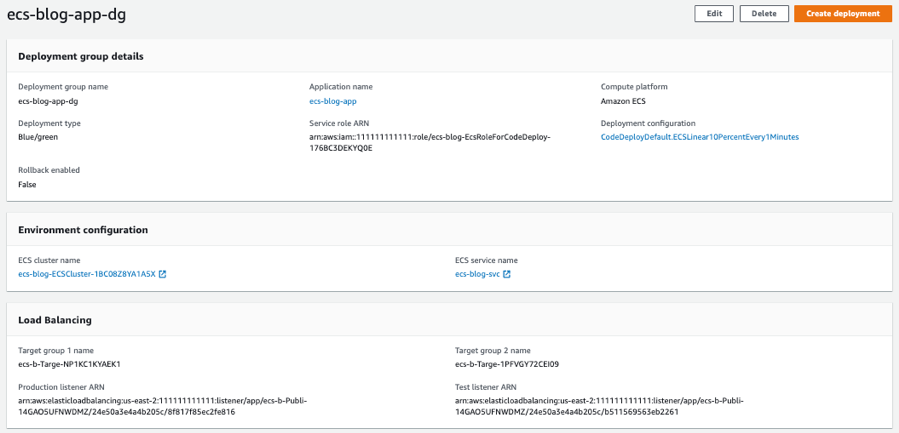 ecs-blog-app-dg
Edit
Delete
Create deployment
Deployment group details
Deployment group name
ecs-blog-app-dg
Application name
ecs-blog-app
Compute platform
Amazon ECS
Deployment type
Blue/green
Service role ARN
arn:aws:iam::111111111111:role/ecs-blog-EcsRoleForCodeDeploy-
176BC3DEKYQ0E
Deployment configuration
CodeDeployDefault.ECSLinear10PercentEvery1Minutes
Rollback enabled
False
Environment configuration
ECS cluster name
ecs-blog-ECSCluster-1BC08Z8YA1A5X
ECS service name
ecs-blog-svc
Load Balancing
Target group 1 name
ecs-b-Targe-NP1KC1KYAEK1
Target group 2 name
ecs-b-Targe-1PFVGY72CEI09
Production listener ARN
arn:aws:elasticloadbalancing:us-east-2:111111111111:listener/app/ecs-b-Publi-
14GAO5UFNWDMZ/24e50a3e4a4b205c/8f817f85ec2fe816
Test listener ARN
arn:aws:elasticloadbalancing:us-east-2:111111111111:listener/app/ecs-b-Publi-
14GAO5UFNWDMZ/24e50a3e4a4b205c/b511569563eb2261